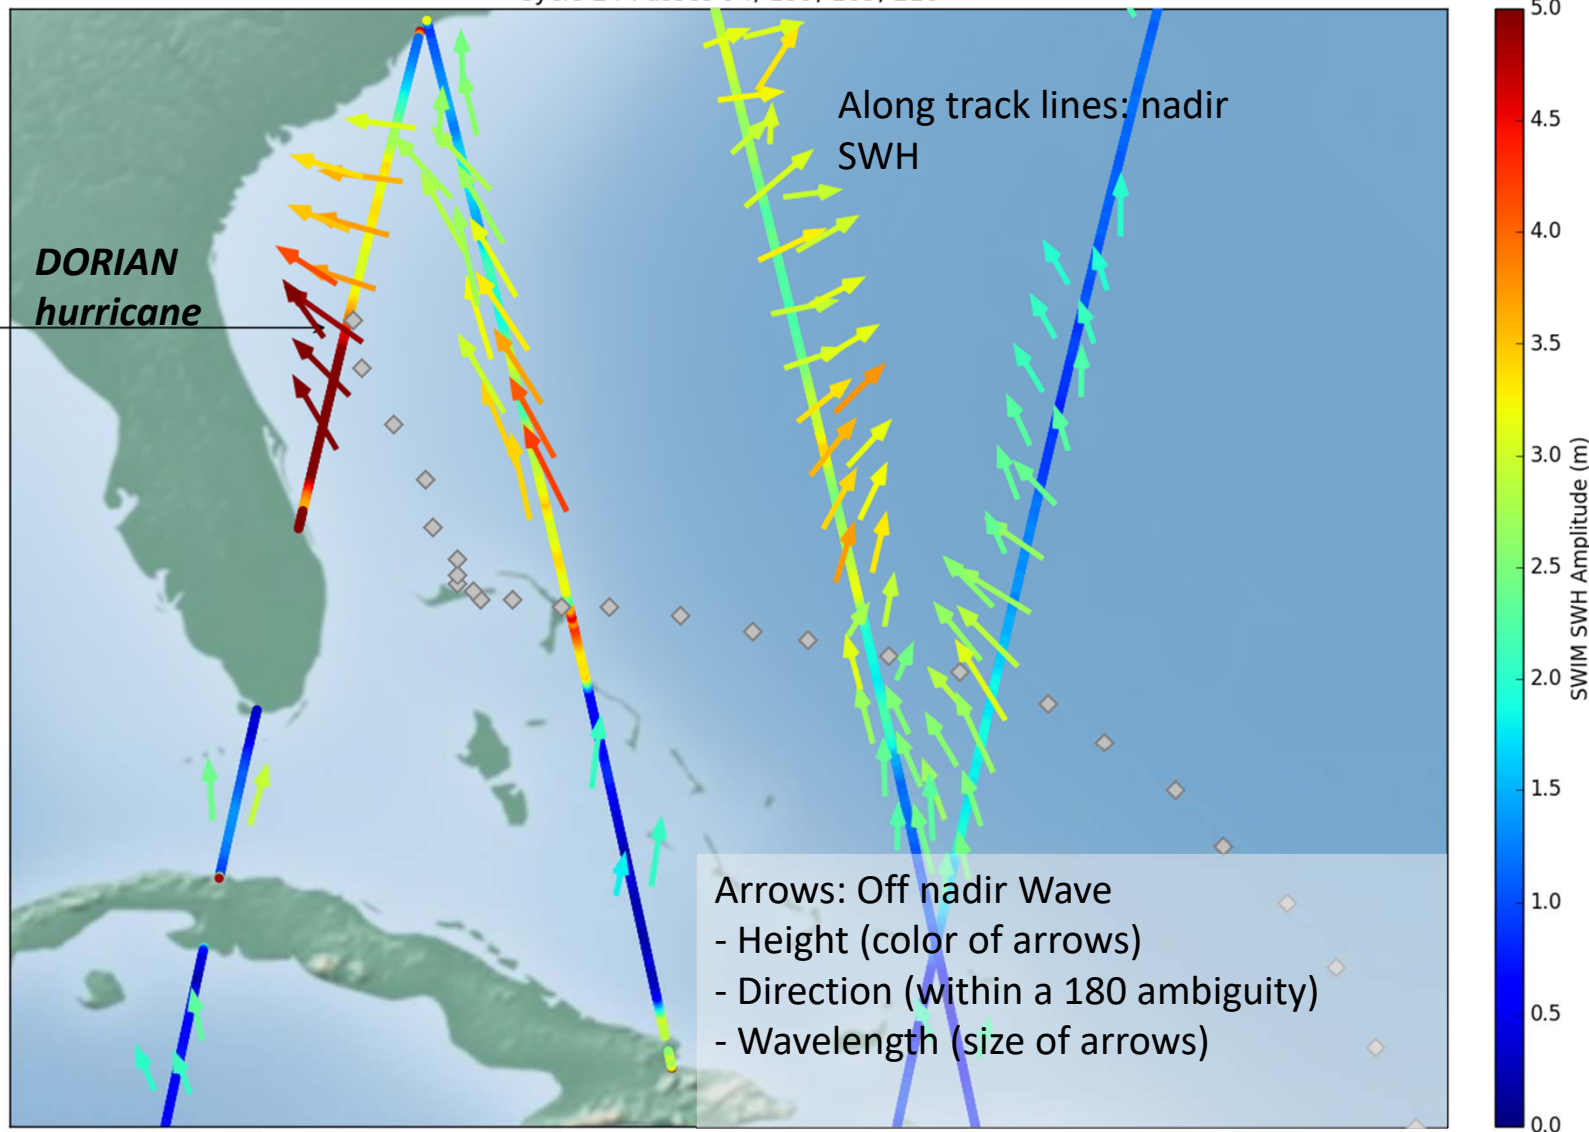 5.0
Along track lines: nadir
SWH
4.5
4.0
DORIAN
hurricane
3.5
3.0
2.5
2.0
1.5
1.0
0.5
0.0
SWIM SWH Amplitude (m)
Arrows: Off nadir Wave
- Height (color of arrows)
- Direction (within a 180 ambiguity)
- Wavelength (size of arrows)